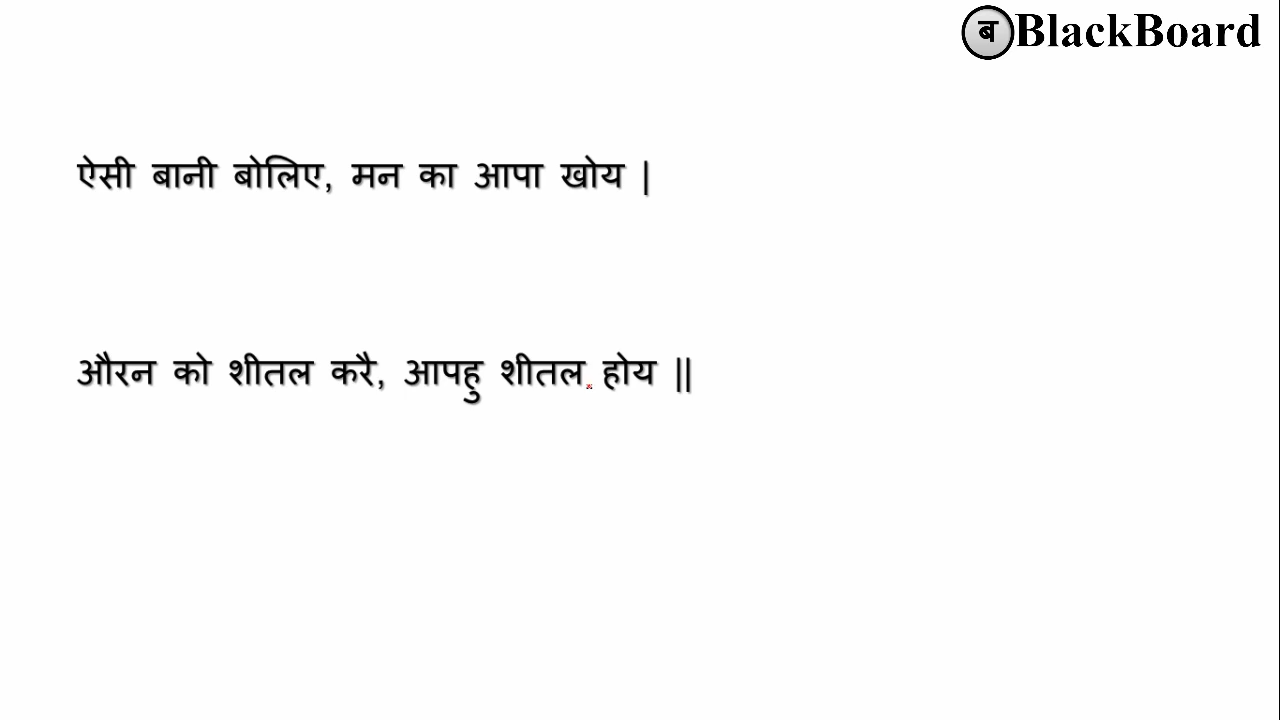 ब BlackBoard
ऐसी बानी बोलिए, मन का आपा खोय |
औरन को शीतल करै, आपहु शीतल होय ||